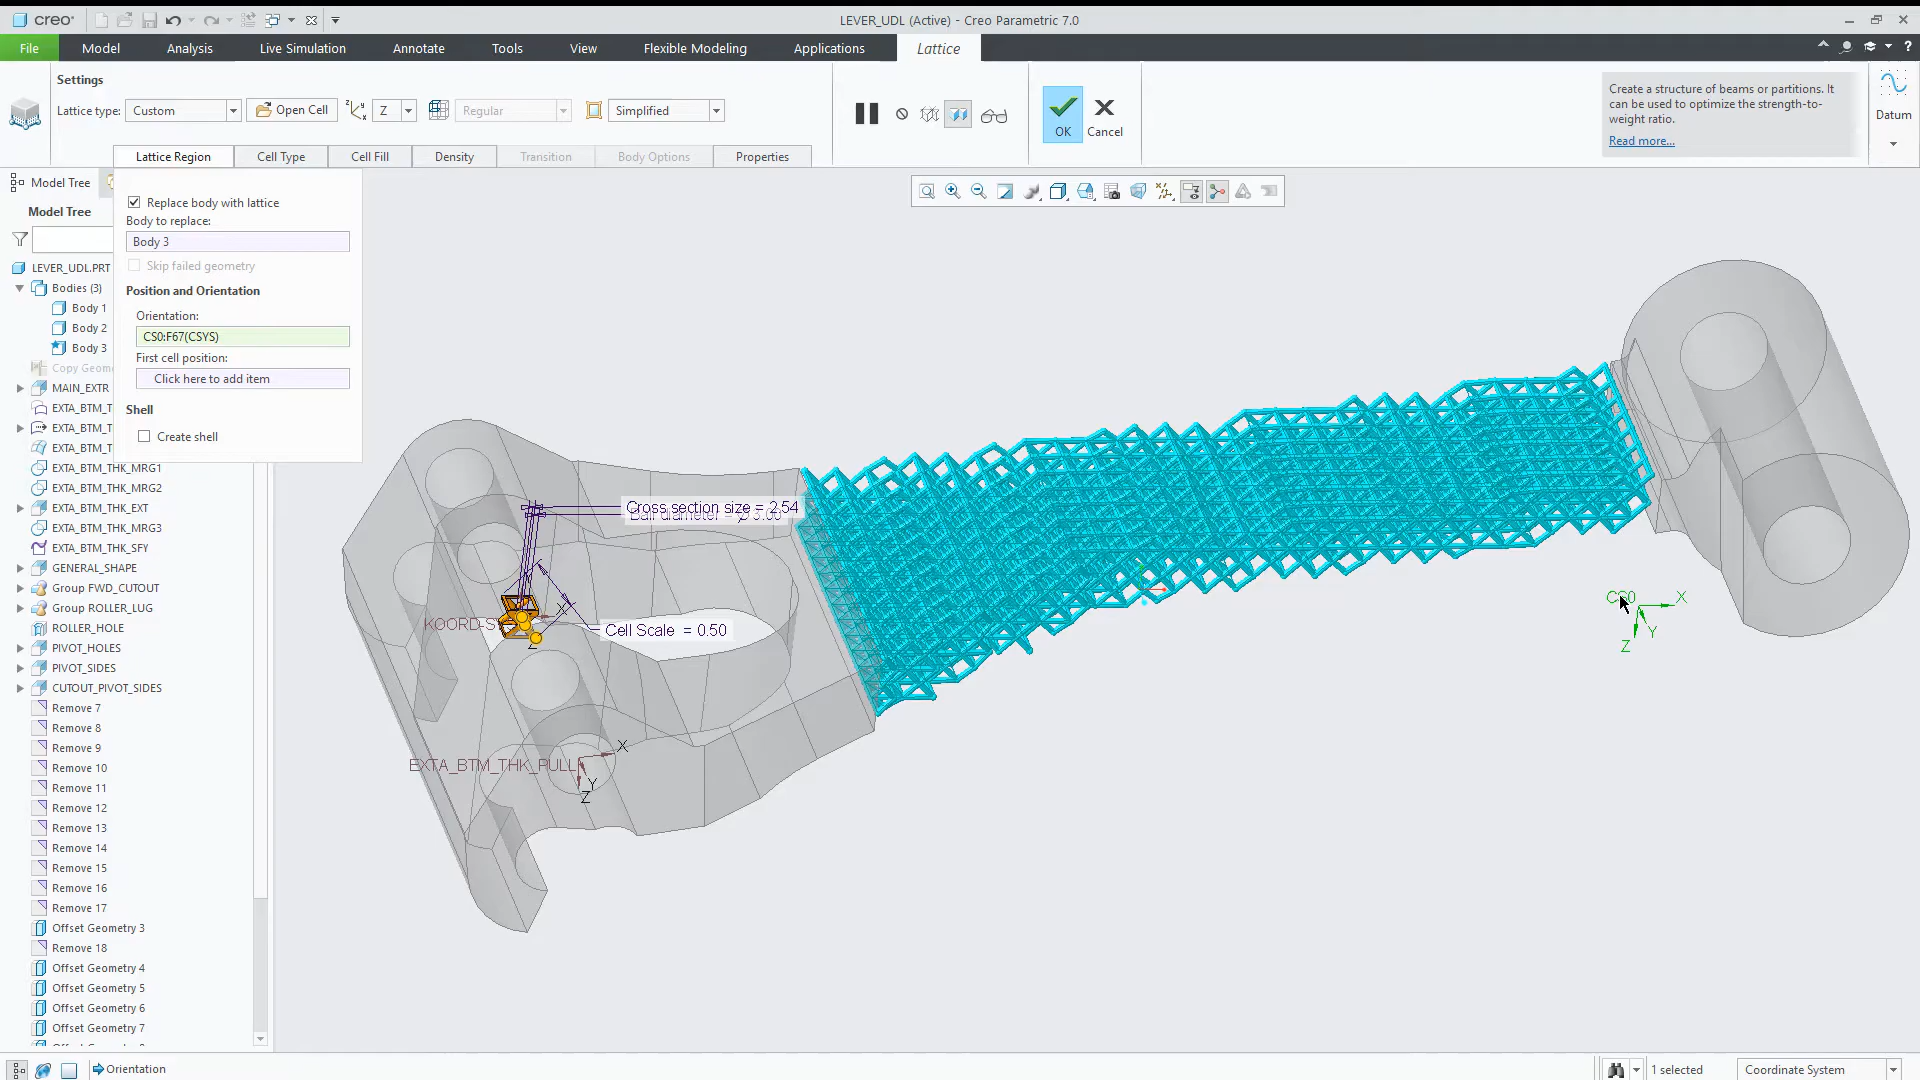 creo
LEVER_UDL (Active) - Creo Parametric 7.0
File
Model
Analysis
Live Simulation
Annotate
Tools
View
Flexible Modeling
Applications
Lattice
Settings
Lattice type:
Custom
Open Cell
Z
Regular
Simplified
OK
Cancel
Create a structure of beams or partitions. It
can be used to optimize the strength-to-
weight ratio.
Read more...
Datum
Lattice Region
Cell Type
Cell Fill
Density
Transition
Body Options
Properties
Model Tree
Model Tree
Replace body with lattice
Body to replace:
Body 3
Skip failed geometry
Position and Orientation
Orientation:
CS0:F67(CSYS)
First cell position:
Click here to add item
Shell
Create shell
LEVER_UDL.PRT
Bodies (3)
Body 1
Body 2
Body 3
Copy Geom
MAIN_EXTR
EXTA_BTM_T
EXTA_BTM_T
EXTA_BTM_T
EXTA_BTM_THK_MRG1
EXTA_BTM_THK_MRG2
EXTA_BTM_THK_EXT
EXTA_BTM_THK_MRG3
EXTA_BTM_THK_SFY
GENERAL_SHAPE
Group FWD_CUTOUT
Group ROLLER_LUG
ROLLER_HOLE
PIVOT_HOLES
PIVOT_SIDES
CUTOUT_PIVOT_SIDES
Remove 7
Remove 8
Remove 9
Remove 10
Remove 11
Remove 12
Remove 13
Remove 14
Remove 15
Remove 16
Remove 17
Offset Geometry 3
Remove 18
Offset Geometry 4
Offset Geometry 5
Offset Geometry 6
Offset Geometry 7
Cross section size = 2.54
Ball diameter =
KOORD-S
X
Z
Cell Scale = 0.50
EXTA_BTM_THK_PULL
X
Y
Z
CS0
X
Y
Z
Orientation
1 selected
Coordinate System